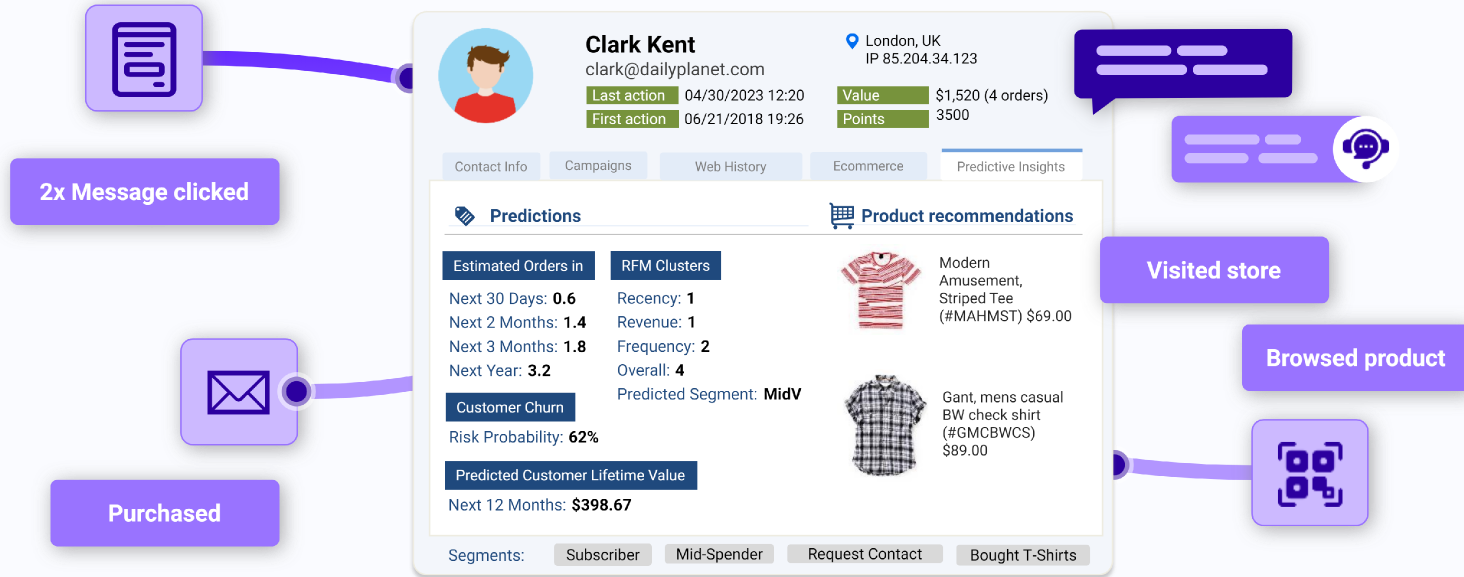 Clark Kent
clark@dailyplanet.com
Last action 04/30/2023 12:20
First action 06/21/2018 19:26
London, UK
IP 85.204.34.123
Value $1,520 (4 orders)
Points 3500
2x Message clicked
Contact Info
Campaigns
Web History
Ecommerce
Predictive Insights
Predictions
Estimated Orders in
Next 30 Days: 0.6
Next 2 Months: 1.4
Next 3 Months: 1.8
Next Year: 3.2
RFM Clusters
Recency: 1
Revenue: 1
Frequency: 2
Overall: 4
Predicted Segment: MidV
Customer Churn
Risk Probability: 62%
Predicted Customer Lifetime Value
Next 12 Months: $398.67
Product recommendations
Modern
Amusement,
Striped Tee
(#MAHMST) $69.00
Gant, mens casual
BW check shirt
(#GMCBWCS)
$89.00
Visited store
Browsed product
Purchased
Segments:
Subscriber
Mid-Spender
Request Contact
Bought T-Shirts